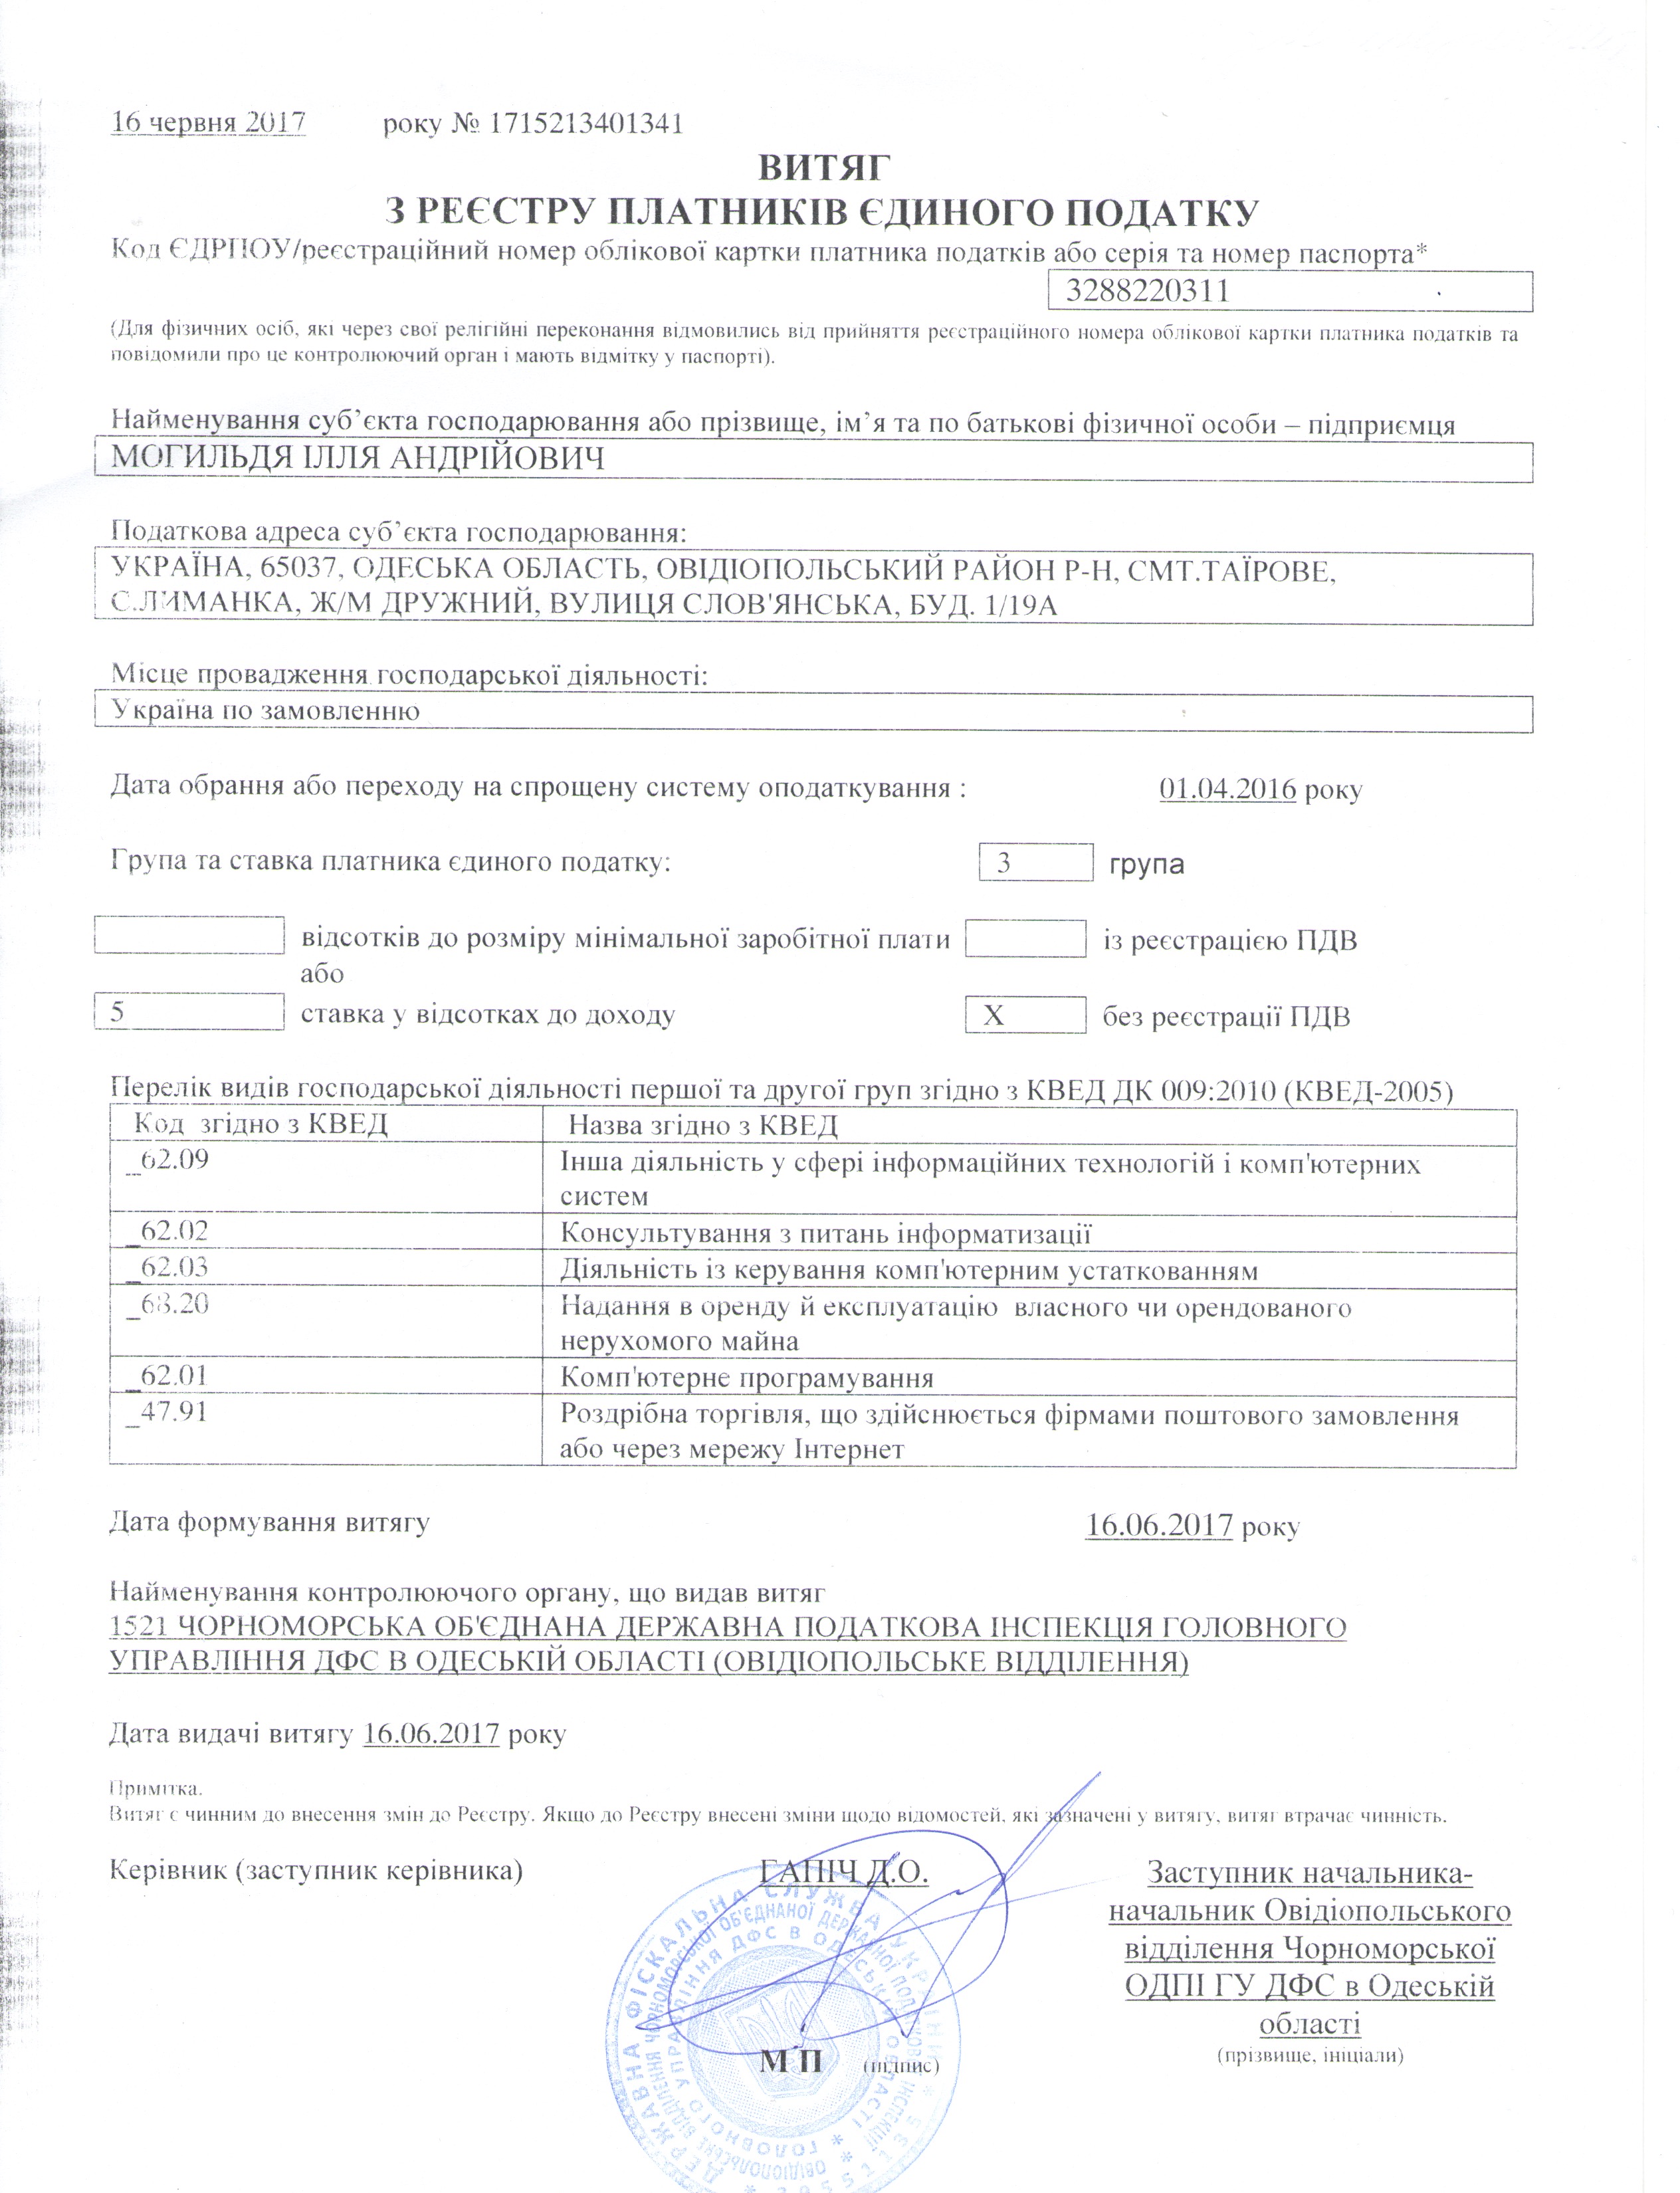 16 червня 2017 року № 1715213401341
ВИТЯГ
З РЕЄСТРУ ПЛАТНИКІВ ЄДИНОГО ПОДАТКУ
Код ЄДРПОУ/реєстраційний номер облікової картки платника податків або серія та номер паспорта*
3288220311
(Для фізичних осіб, які через свої релігійні переконання відмовились від прийняття реєстраційного номера облікової картки платника податків та
повідомили про це контролюючий орган і мають відмітку у паспорті).
Найменування суб’єкта господарювання або прізвище, ім’я та по батькові фізичної особи – підприємця
МОГИЛЬДЯ ІЛЛЯ АНДРІЙОВИЧ
Податкова адреса суб’єкта господарювання:
УКРАЇНА, 65037, ОДЕСЬКА ОБЛАСТЬ, ОВІДІОПОЛЬСЬКИЙ РАЙОН Р-Н, СМТ.ТАЇРОВЕ,
С.ЛИМАНКА, Ж/М ДРУЖНИЙ, ВУЛИЦЯ СЛОВ'ЯНСЬКА, БУД. 1/19А
Місце провадження господарської діяльності:
Україна по замовленню
Дата обрання або переходу на спрощену систему оподаткування : 01.04.2016 року
Група та ставка платника єдиного податку: 3 група
відсотків до розміру мінімальної заробітної плати із реєстрацією ПДВ
або
5 ставка у відсотках до доходу Х без реєстрації ПДВ
Перелік видів господарської діяльності першої та другої груп згідно з КВЕД ДК 009:2010 (КВЕД-2005)
Код згідно з КВЕД Назва згідно з КВЕД
_62.09 Інша діяльність у сфері інформаційних технологій і комп'ютерних
систем
_62.02 Консультування з питань інформатизації
_62.03 Діяльність із керування комп'ютерним устаткованням
_68.20 Надання в оренду й експлуатацію власного чи орендованого
нерухомого майна
_62.01 Комп'ютерне програмування
_47.91 Роздрібна торгівля, що здійснюється фірмами поштового замовлення
або через мережу Інтернет
Дата формування витягу 16.06.2017 року
Найменування контролюючого органу, що видав витяг
1521 ЧОРНОМОРСЬКА ОБ'ЄДНАНА ДЕРЖАВНА ПОДАТКОВА ІНСПЕКЦІЯ ГОЛОВНОГО
УПРАВЛІННЯ ДФС В ОДЕСЬКІЙ ОБЛАСТІ (ОВІДІОПОЛЬСЬКЕ ВІДДІЛЕННЯ)
Дата видачі витягу 16.06.2017 року
Примітка.
Витяг є чинним до внесення змін до Реєстру. Якщо до Реєстру внесені зміни щодо відомостей, які зазначені у витягу, витяг втрачає чинність.
Керівник (заступник керівника) ГАПІЧ Д.О. Заступник начальника-
начальник Овідіопольського
відділення Чорноморської
ОДПІ ГУ ДФС в Одеській
області
(прізвище, ініціали)
М П (підпис)
ДЕРЖАВНА ФІСКАЛЬНА СЛУЖБА УКРАЇНИ
ОВІДІОПОЛЬСЬКЕ ВІДДІЛЕННЯ ЧОРНОМОРСЬКОЇ ОБ'ЄДНАНОЇ ДЕРЖАВНОЇ ПОДАТКОВОЇ ІНСПЕКЦІЇ
ГОЛОВНОГО УПРАВЛІННЯ ДФС В ОДЕСЬКІЙ ОБЛАСТІ